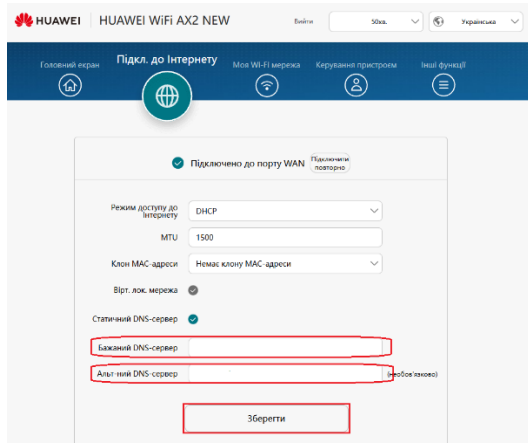 HUAWEI HUAWEI WiFi AX2 NEW Вийти 50хв. Українська
Головний екран Підкл. до Інтернету Моя WI-FI мережа Керування пристроєм Інші функції
Підключено до порту WAN Підключити повторно
Режим доступу до Інтернету DHCP
MTU 1500
Клон MAC-адреси Немає клону MAC-адреси
Вірт. лок. мережа
Статичний DNS-сервер
Бажаний DNS-сервер
Альт-ний DNS-сервер (необов'язково)
Зберегти